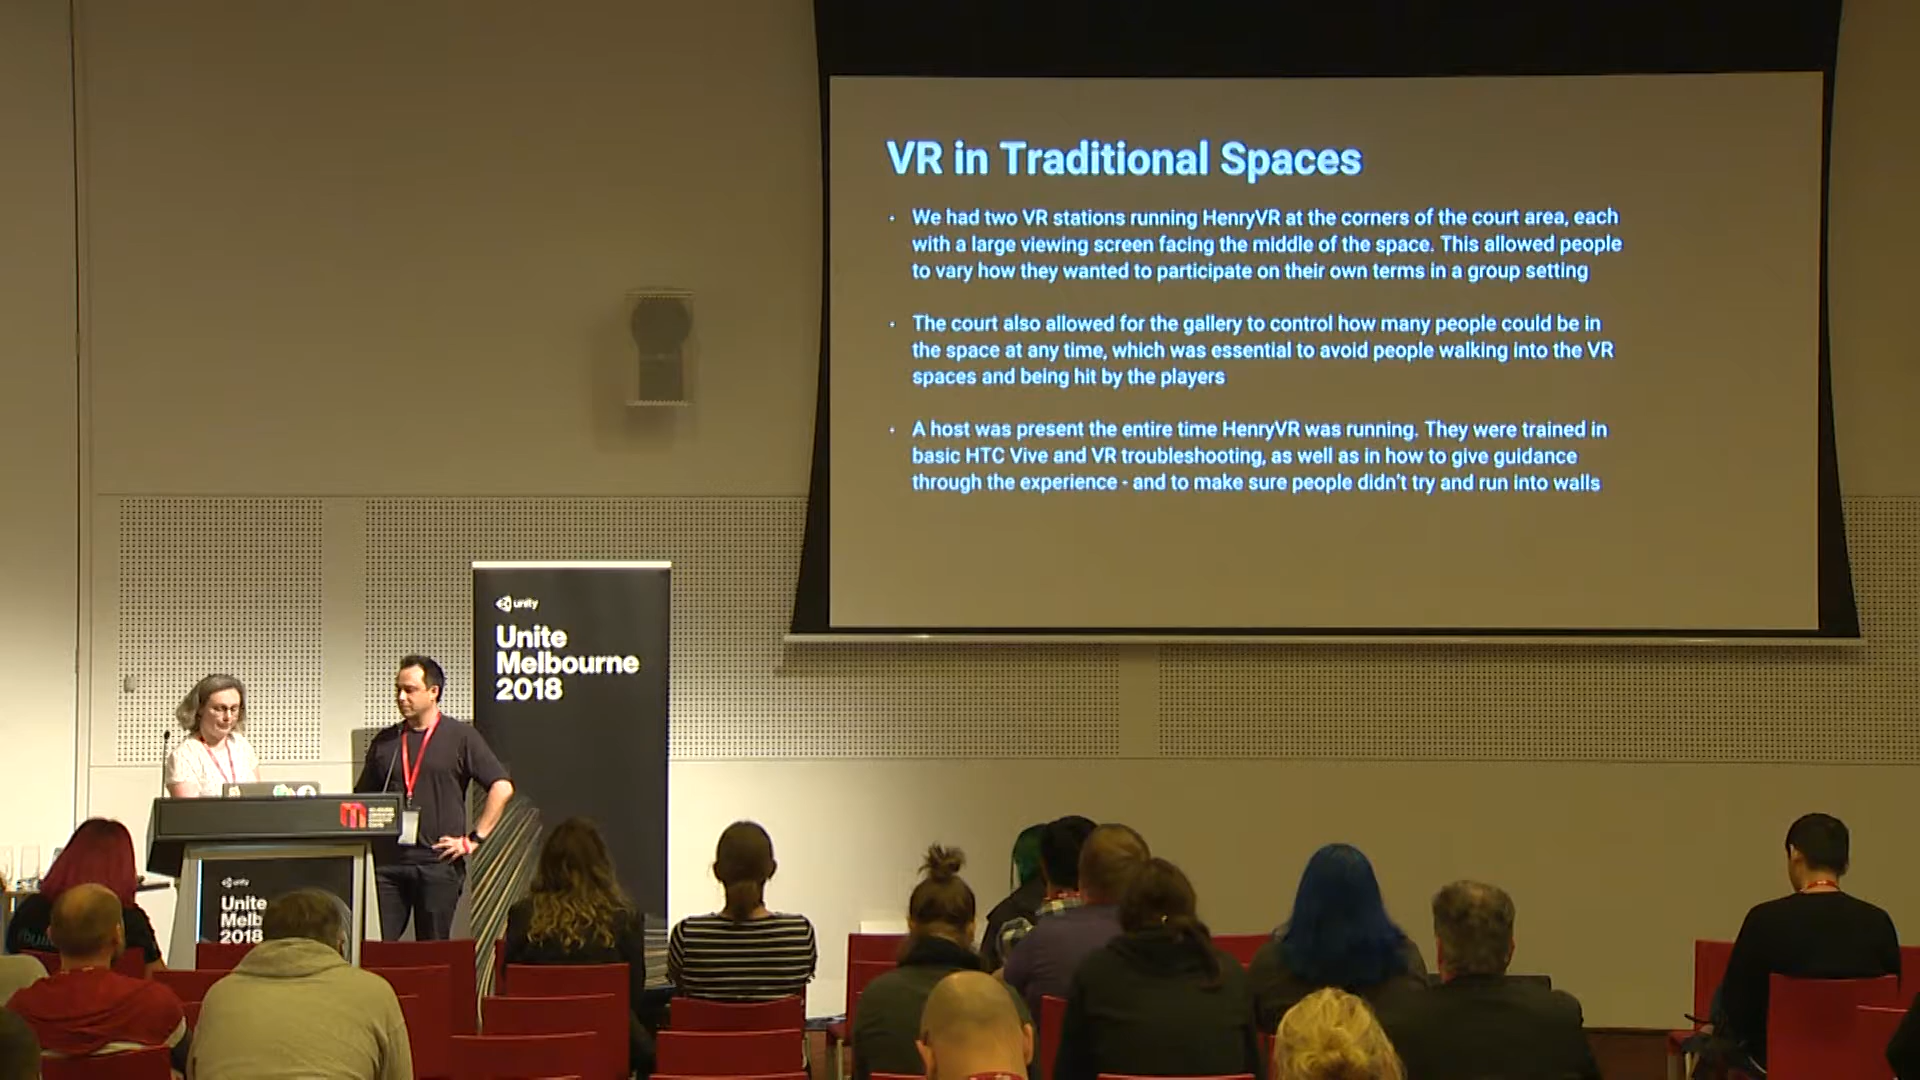 VR in Traditional Spaces
· We had two VR stations running HenryVR at the corners of the court area, each
with a large viewing screen facing the middle of the space. This allowed people
to vary how they wanted to participate on their own terms in a group setting
· The court also allowed for the gallery to control how many people could be in
the space at any time, which was essential to avoid people walking into the VR
spaces and being hit by the players
· A host was present the entire time HenryVR was running. They were trained in
basic HTC Vive and VR troubleshooting, as well as in how to give guidance
through the experience - and to make sure people didn't try and run into walls
unity
Unite
Melbourne
2018
unity
Unite
Melb
2018